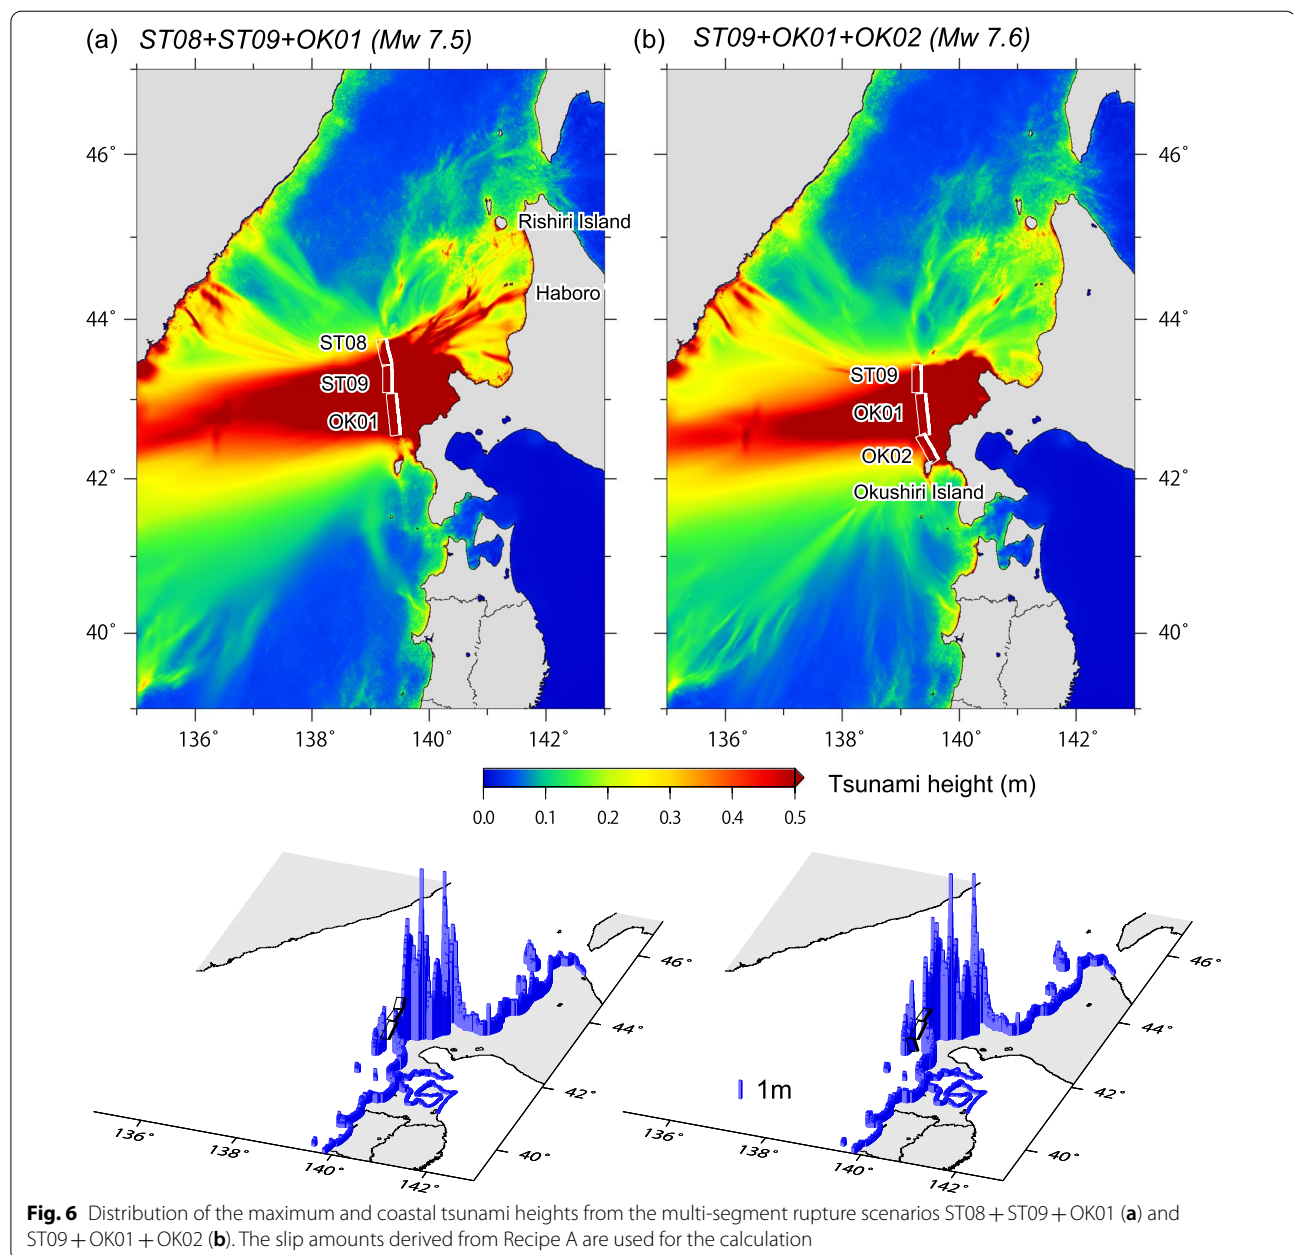 (a) ST08+ST09+OK01 (Mw 7.5)
(b) ST09+OK01+OK02 (Mw 7.6)
46°
44°
42°
40°
136°
138°
140°
142°
Rishiri Island
Haboro
ST08
ST09
OK01
46°
44°
42°
40°
136°
138°
140°
142°
ST09
OK01
OK02
Okushiri Island
Tsunami height (m)
0.0 0.1 0.2 0.3 0.4 0.5
46°
44°
42°
40°
136°
138°
140°
142°
1m
46°
44°
42°
40°
136°
138°
140°
142°
Fig. 6 Distribution of the maximum and coastal tsunami heights from the multi-segment rupture scenarios ST08 + ST09 + OK01 (a) and
ST09 + OK01 + OK02 (b). The slip amounts derived from Recipe A are used for the calculation